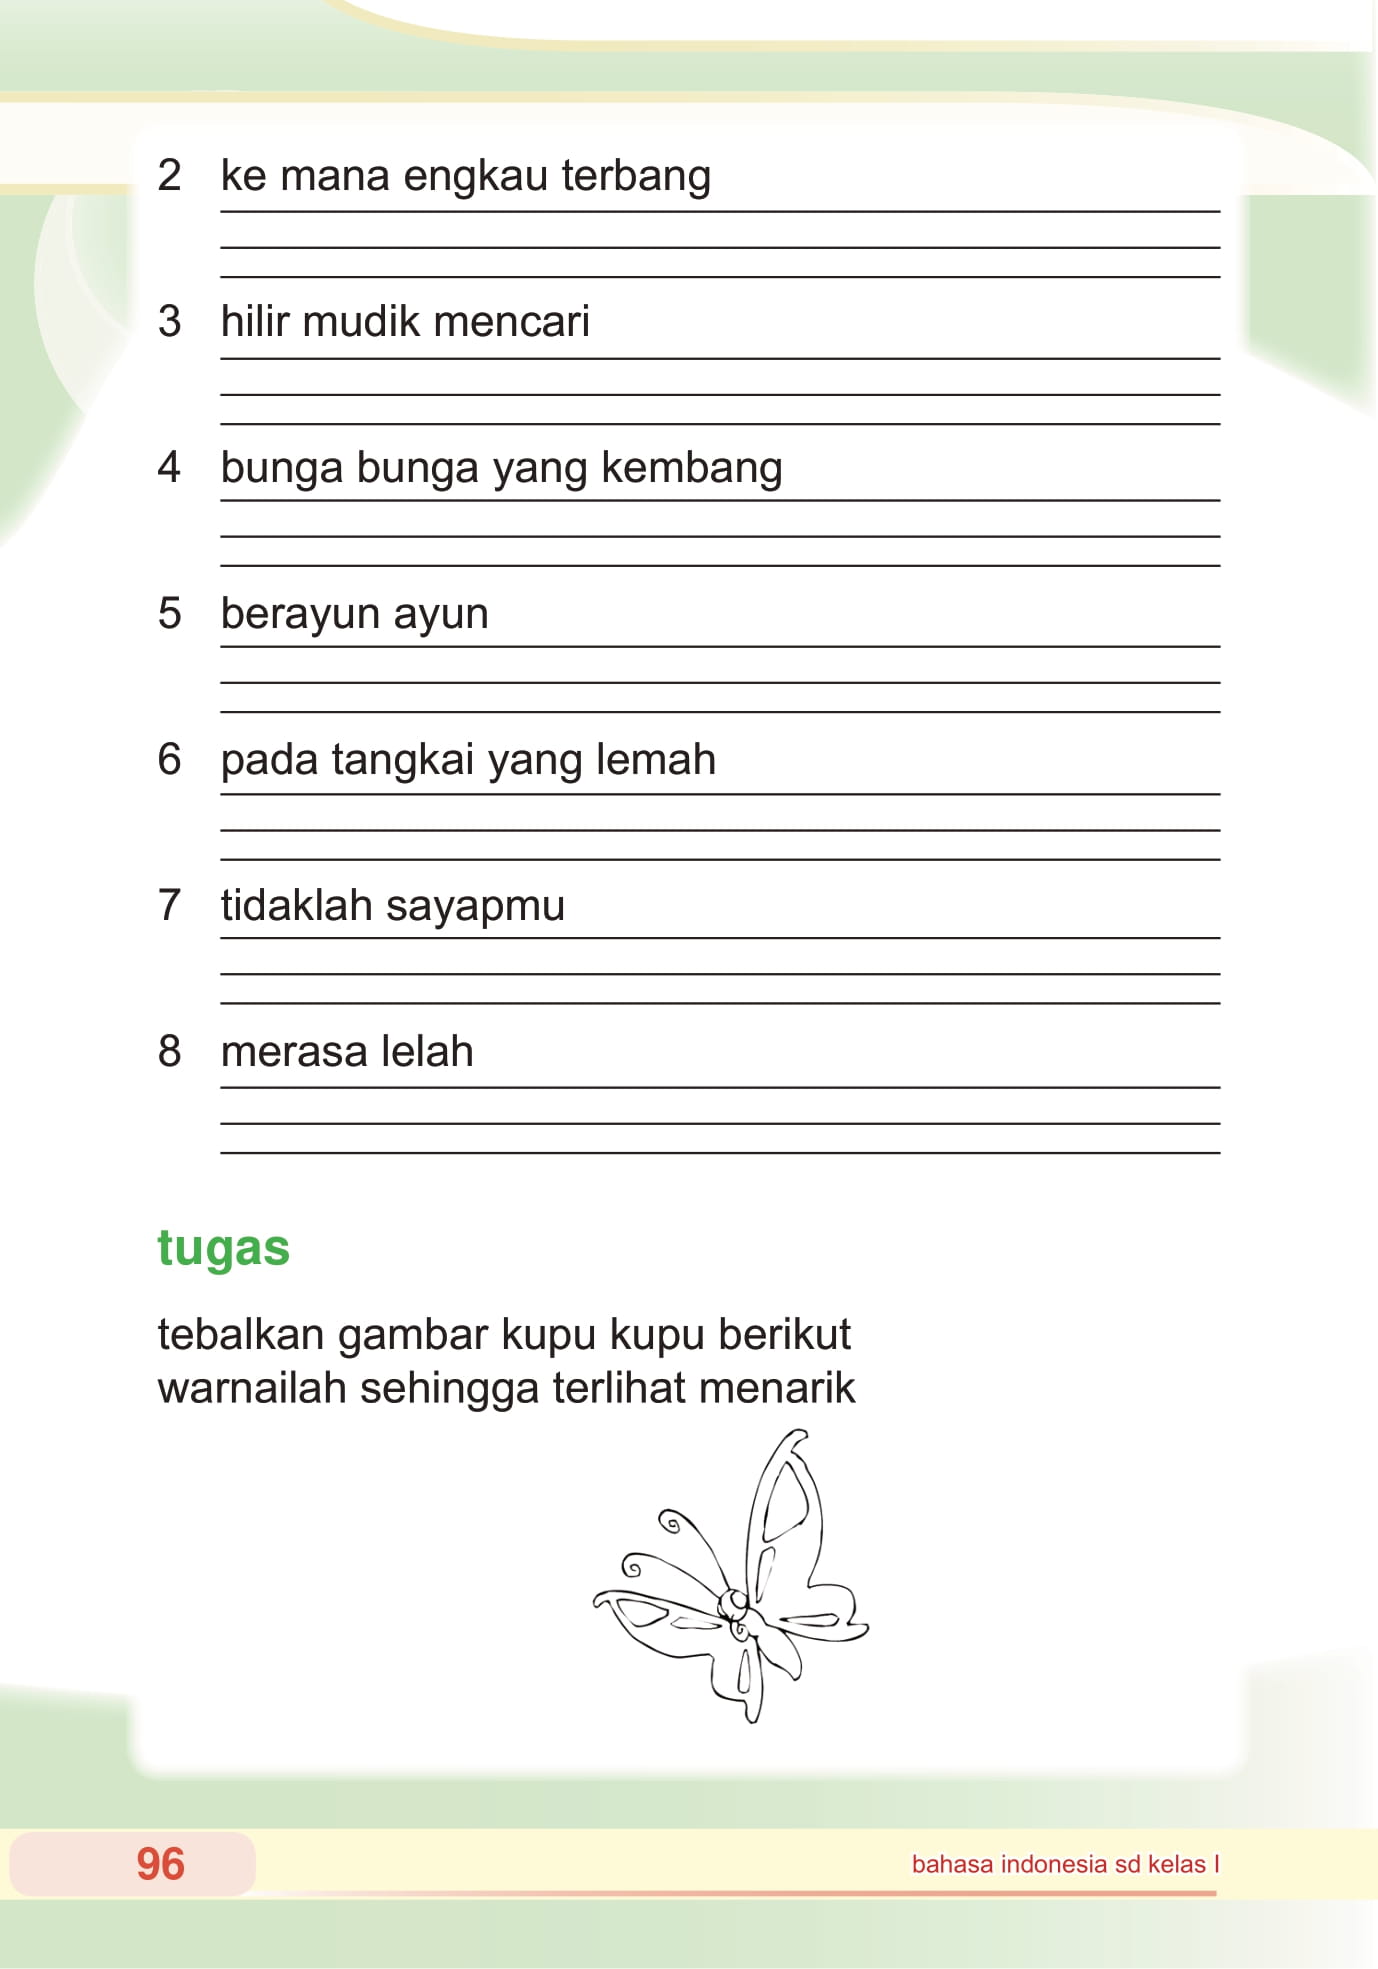 2 ke mana engkau terbang
3 hilir mudik mencari
4 bunga bunga yang kembang
5 berayun ayun
6 pada tangkai yang lemah
7 tidaklah sayapmu
8 merasa lelah
tugas
tebalkan gambar kupu kupu berikut
warnailah sehingga terlihat menarik
96
bahasa indonesia sd kelas I